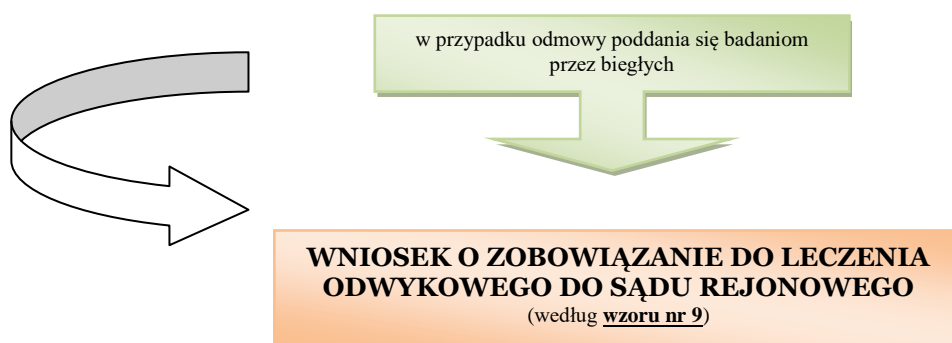 w przypadku odmowy poddania się badaniom
przez biegłych
WNIOSEK O ZOBOWIĄZANIE DO LECZENIA
ODWYKOWEGO DO SĄDU REJONOWEGO
(według wzoru nr 9)